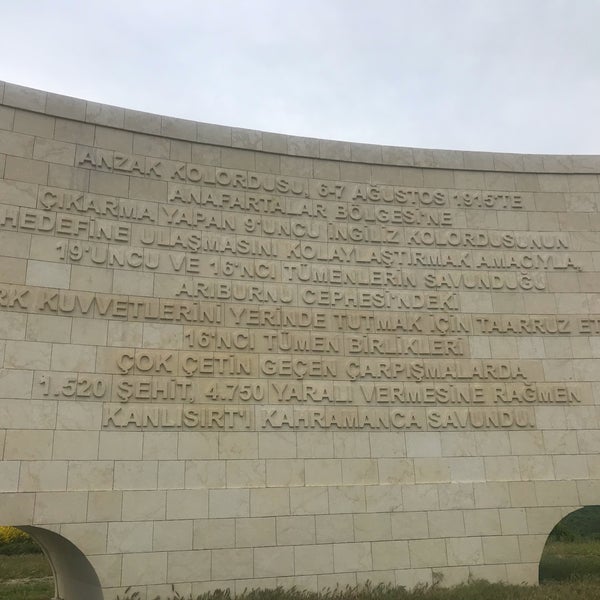 ANZAK KOLORDUSU, 6-7 AĞUSTOS 1915'TE
ANAFARTALAR BÖLGESİ'NE
ÇIKARMA YAPAN 9'UNCU İNGİLİZ KOLORDUSUNUN
HEDEFİNE ULAŞMASINI KOLAYLAŞTIRMAK AMACIYLA,
19'UNCU VE 16'NCI TÜMENLERİN SAVUNDUĞU
ARIBURNU CEPHESİ'NDEKİ
RK KUVVETLERİNİ YERİNDE TUTMAK İÇİN TAARRUZ ET
16'NCI TÜMEN BİRLİKLERİ
ÇOK ÇETİN GEÇEN ÇARPIŞMALARDA
1.520 ŞEHİT, 4.750 YARALI VERMESİNE RAĞMEN
KANLISIRT'I KAHRAMANCA SAVUNDU.